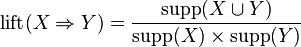 lift(X ⇒ Y) = supp(X ∪ Y) / supp(X) × supp(Y)